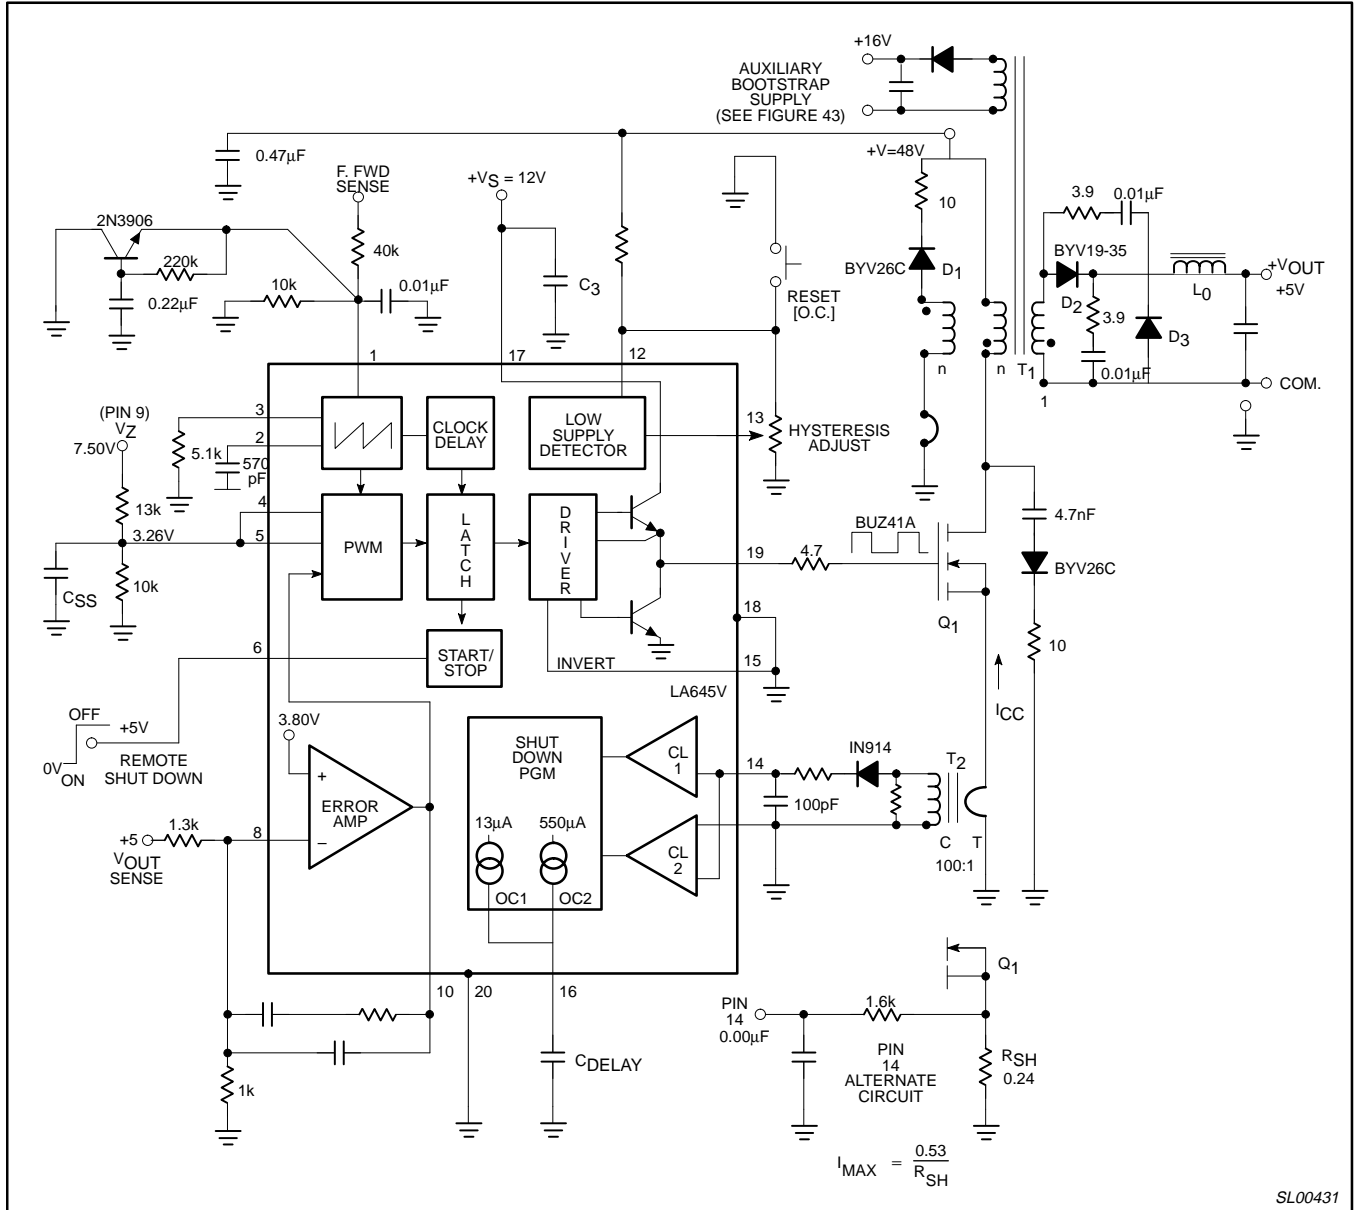 +16V
AUXILIARY
BOOTSTRAP
SUPPLY
(SEE FIGURE 43)
0.47µF
F. FWD
SENSE
+VS = 12V
+V=48V
10
3.9
0.01µF
2N3906
220k
0.22µF
40k
10k
0.01µF
C3
RESET
[O.C.]
BYV26C
D1
BYV19-35
D2
3.9
0.01µF
D3
L0
+VOUT
+5V
COM.
n
n
T1
1
1
17
12
(PIN 9)
VZ
7.50V
3
2
5.1k
570
pF
CLOCK
DELAY
LOW
SUPPLY
DETECTOR
13
HYSTERESIS
ADJUST
13k
3.26V
4
5
10k
CSS
PWM
LATCH
DRIVER
BUZ41A
4.7
19
Q1
4.7nF
BYV26C
10
18
15
6
START/
STOP
INVERT
LA645V
ICC
OFF
+5V
0V
ON
REMOTE
SHUT DOWN
3.80V
+
ERROR
AMP
−
SHUT
DOWN
PGM
13µA
550µA
OC1
OC2
CL
1
CL
2
14
100pF
IN914
T2
C
T
100:1
+5
VOUT
SENSE
1.3k
8
10
20
16
1k
CDELAY
PIN
14
0.00µF
1.6k
PIN
14
ALTERNATE
CIRCUIT
Q1
RSH
0.24
IMAX = 0.53
RSH
SL00431